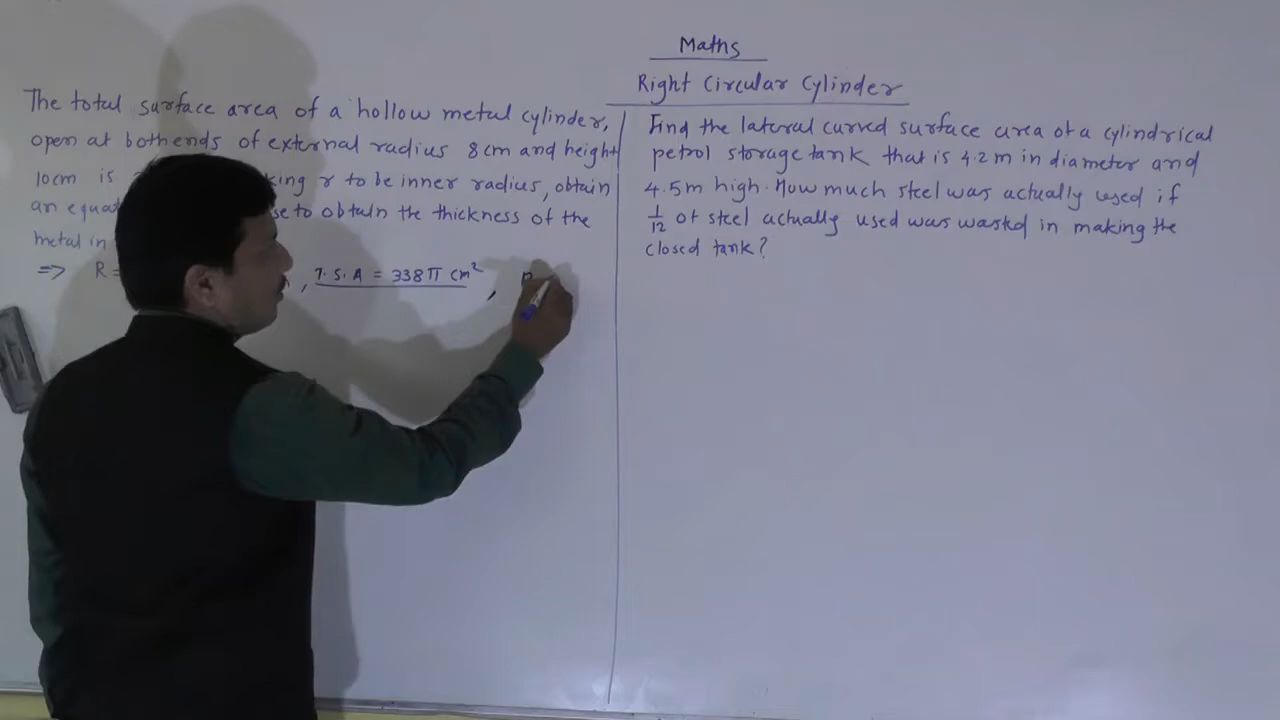 Maths
Right Circular Cylinder
The total surface area of a hollow metal cylinder,
open at both ends of external radius 8 cm and height
10cm is king r to be inner radius, obtain
an equat se to obtain the thickness of the
metal in
=> R= , T.S.A = 338π cm²,
Find the lateral curved surface area of a cylindrical
petrol storage tank that is 4.2 m in diameter and
4.5m high. How much steel was actually used if
1/12 of steel actually used was wasted in making the
closed tank?